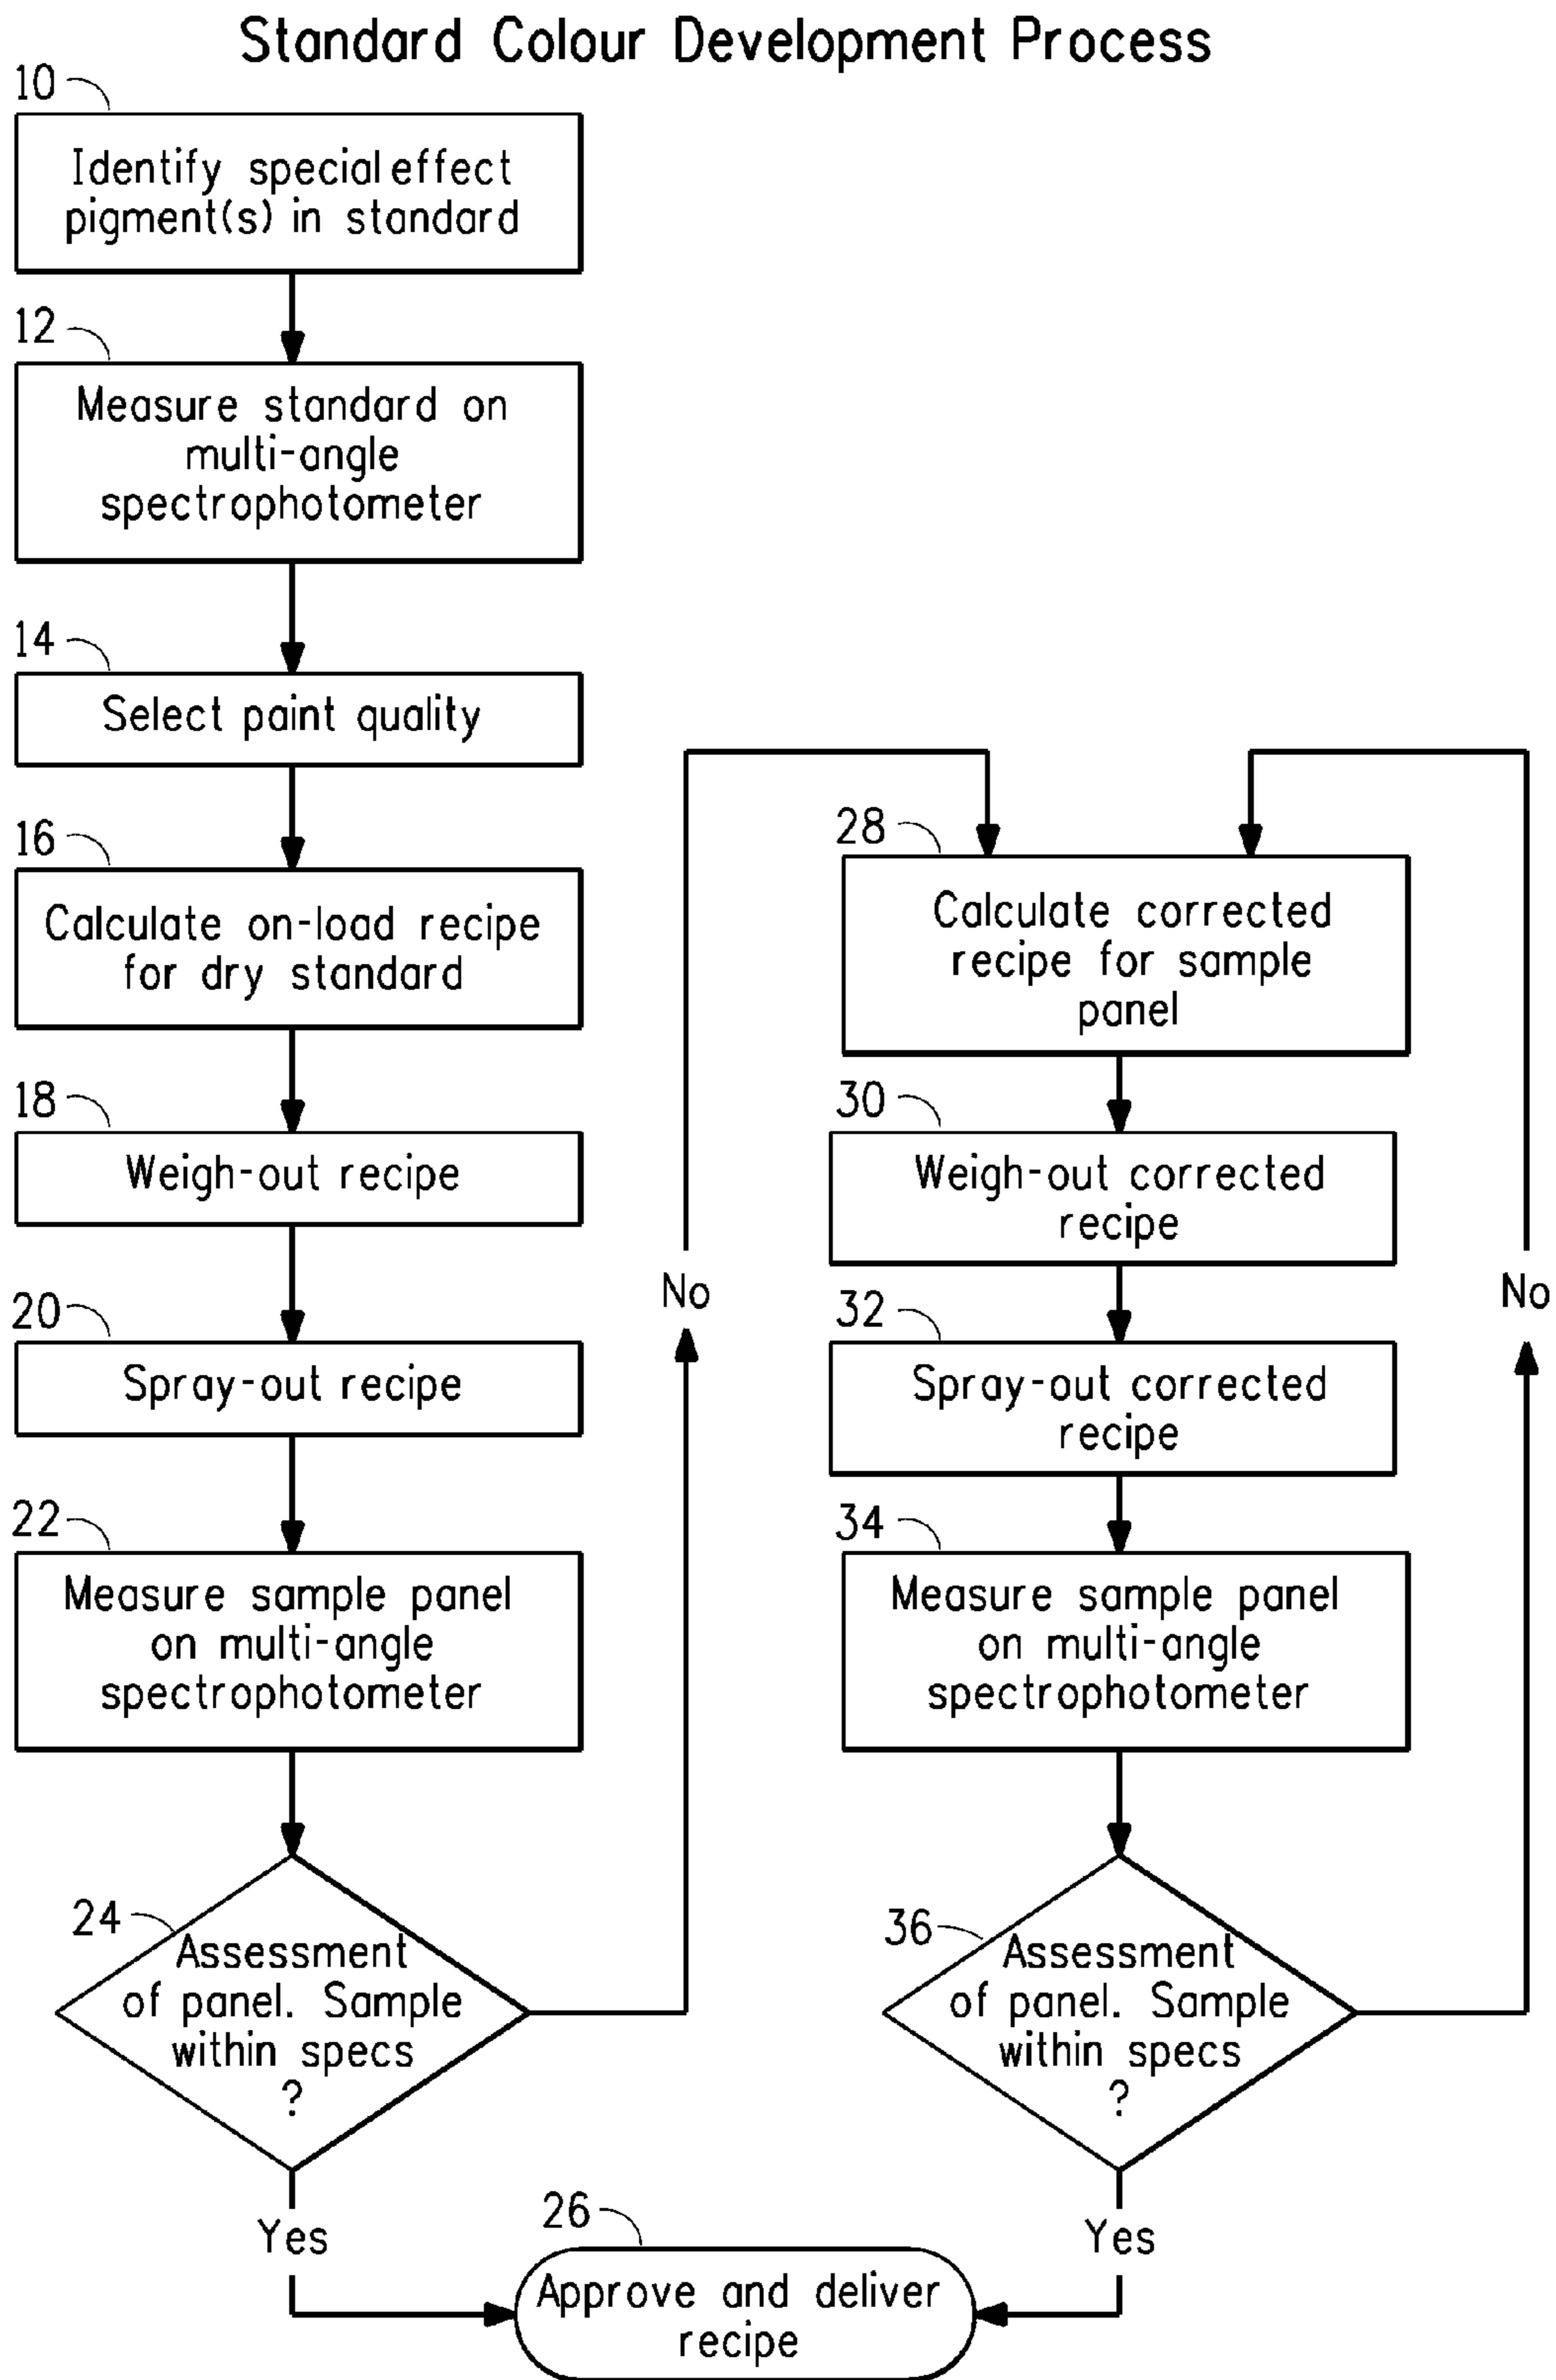 Standard Colour Development Process
10
Identify special effect
pigment(s) in standard
12
Measure standard on
multi-angle
spectrophotometer
14
Select paint quality
16
Calculate on-load recipe
for dry standard
18
Weigh-out recipe
20
Spray-out recipe
22
Measure sample panel
on multi-angle
spectrophotometer
24
Assessment
of panel. Sample
within specs
?
Yes
No
28
Calculate corrected
recipe for sample
panel
30
Weigh-out corrected
recipe
32
Spray-out corrected
recipe
34
Measure sample panel
on multi-angle
spectrophotometer
36
Assessment
of panel. Sample
within specs
?
Yes
No
26
Approve and deliver
recipe